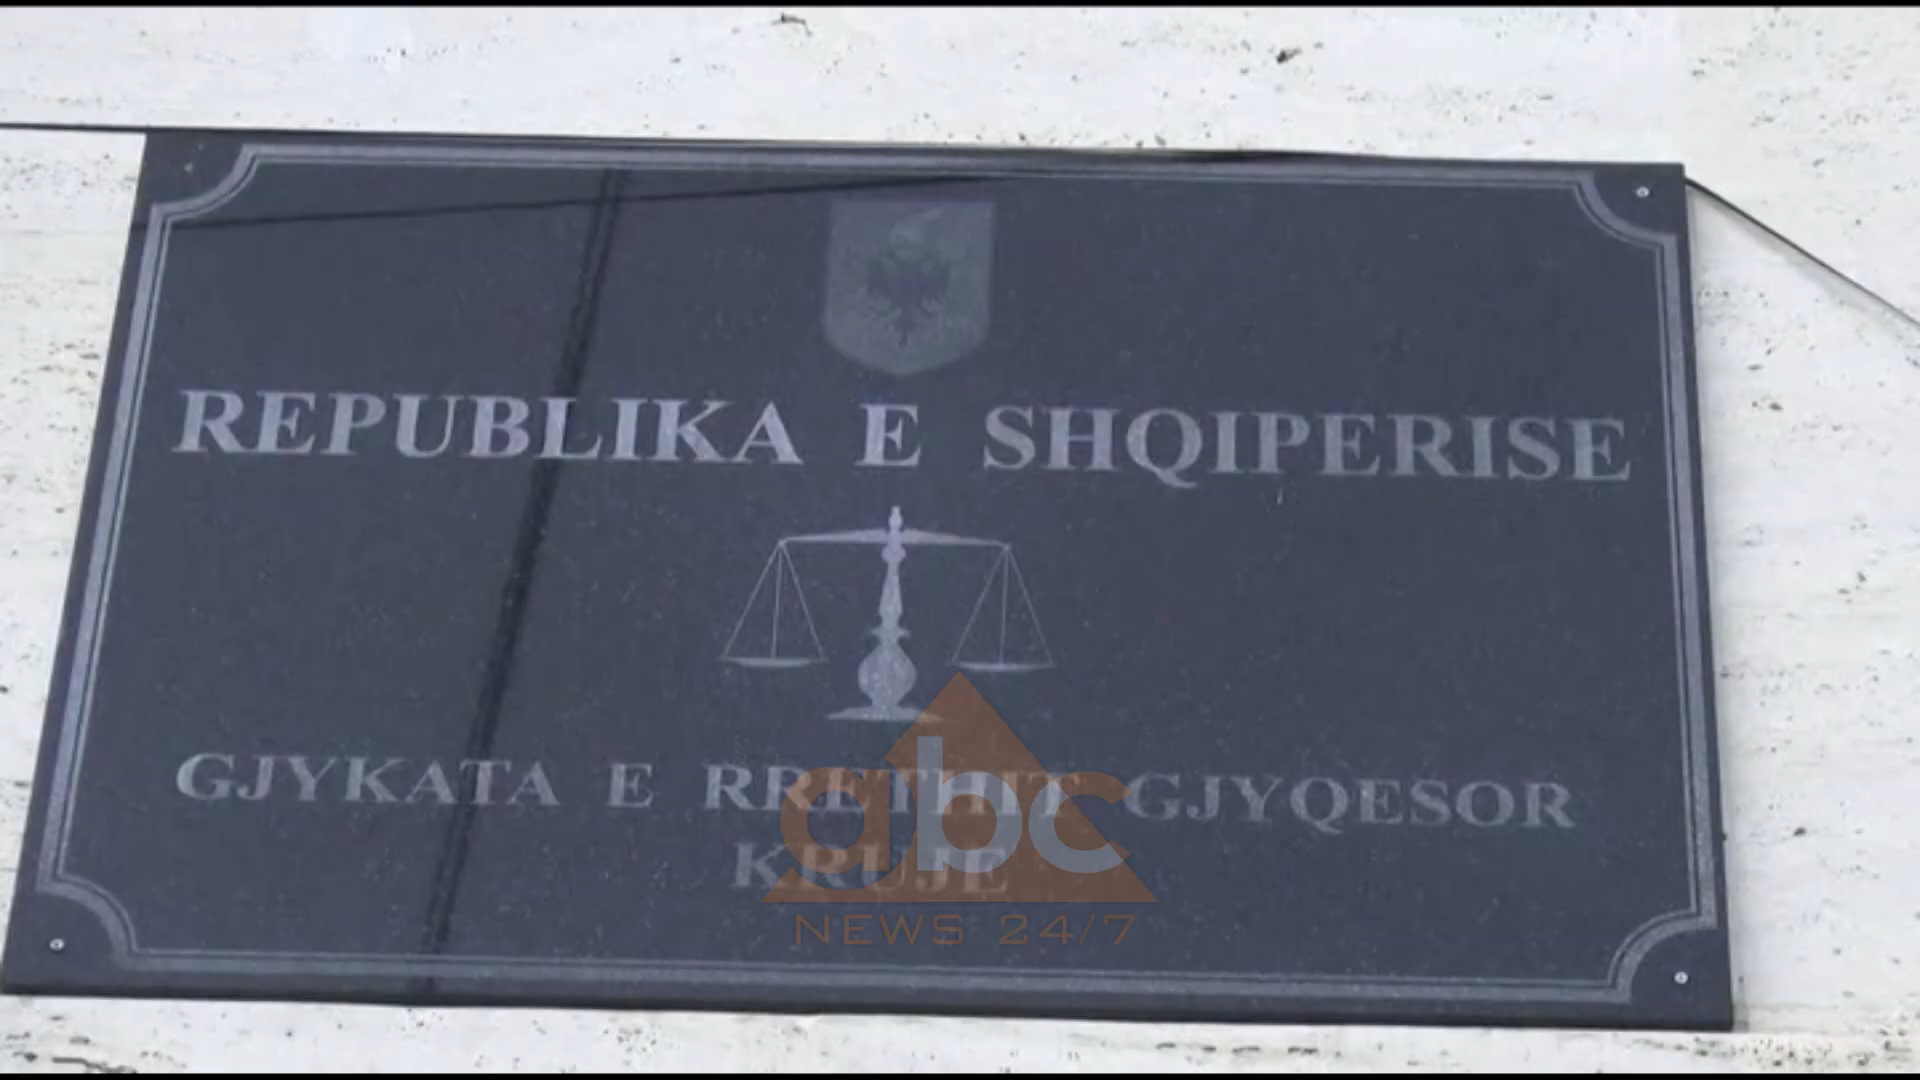 REPUBLIKA E SHQIPERISE
GJYKATA E RRETHIT GJYQESOR
KRUJE
abc
NEWS 24/7